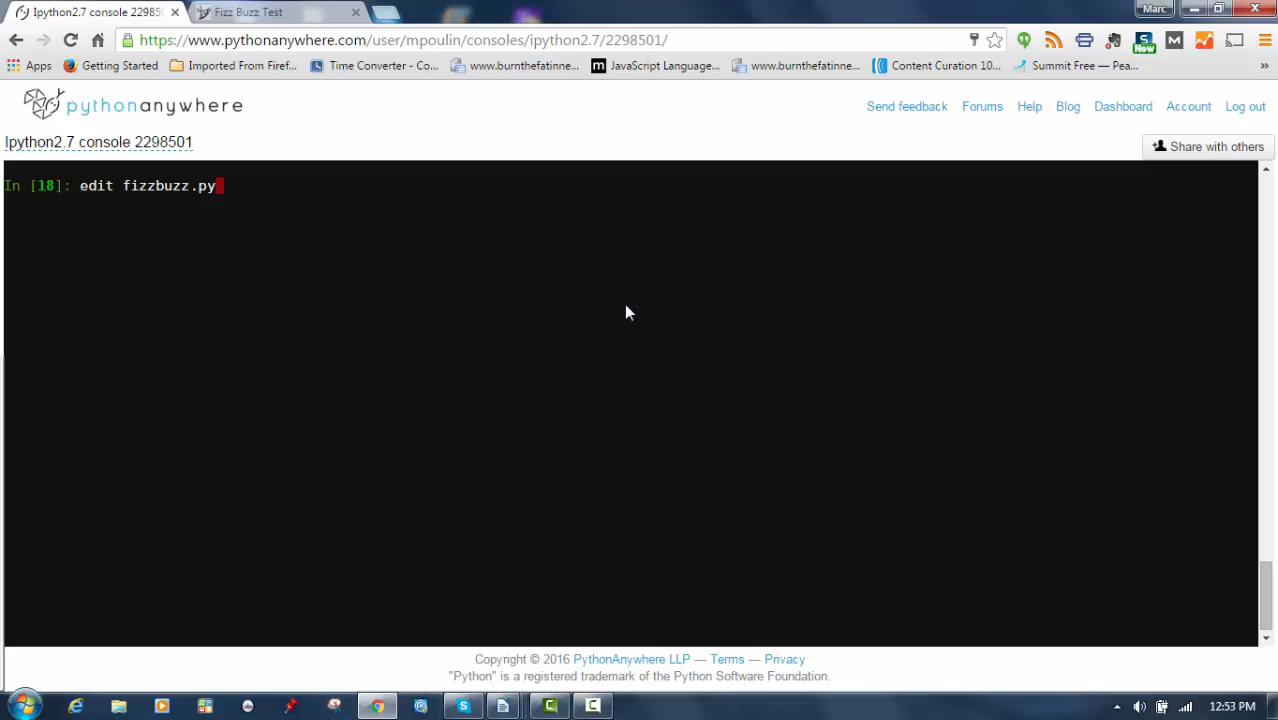 Ipython2.7 console 22985
Fizz Buzz Test
Marc
https://www.pythonanywhere.com/user/mpoulin/consoles/ipython2.7/2298501/
New
Apps
Getting Started
Imported From Firef...
Time Converter - Co...
www.burnthefatinne...
JavaScript Language...
www.burnthefatinne...
Content Curation 10...
Summit Free — Pea...
»
pythonanywhere
Send feedback
Forums
Help
Blog
Dashboard
Account
Log out
Ipython2.7 console 2298501
Share with others
In [18]: edit fizzbuzz.py
Copyright © 2016 PythonAnywhere LLP — Terms — Privacy
"Python" is a registered trademark of the Python Software Foundation.
12:53 PM